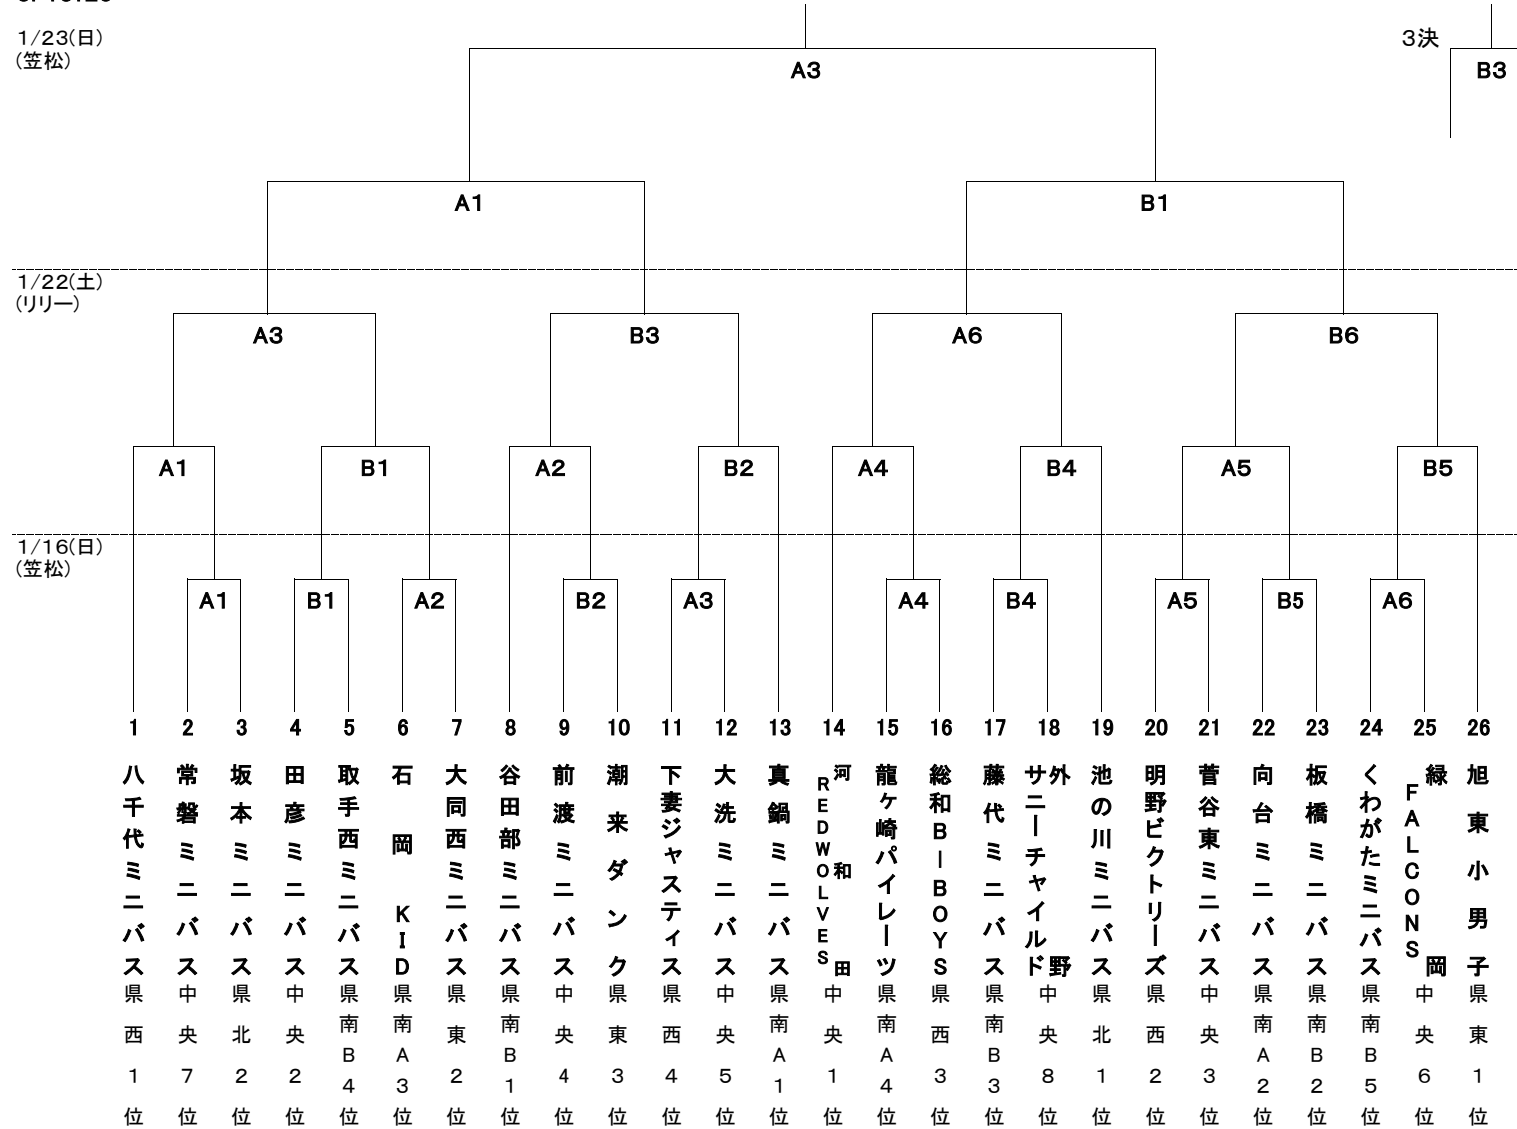 1/23(日)
(笠松)
3決
A3
B3
A1
B1
1/22(土)
(リリー)
A3
B3
A6
B6
A1
B1
A2
B2
A4
B4
A5
B5
1/16(日)
(笠松)
A1
B1
A2
B2
A3
A4
B4
A5
B5
A6
1
八千代ミニバス
県西1位
2
常磐ミニバス
中央7位
3
坂本ミニバス
県北2位
4
田彦ミニバス
中央2位
5
取手西ミニバス
県南B4位
6
石岡KID
県南A3位
7
大同西ミニバス
県東2位
8
谷田部ミニバス
県南B1位
9
前渡ミニバス
中央4位
10
潮来ダンク
県東3位
11
下妻ジャスティス
県西4位
12
大洗ミニバス
中央5位
13
真鍋ミニバス
県南A1位
14
河和田
REDWOLVES
中央1位
15
龍ヶ崎パイレーツ
県南A4位
16
総和B-BOYS
県西3位
17
藤代ミニバス
県南B3位
18
外野
サニーチャイルド
中央8位
19
池の川ミニバス
県北1位
20
明野ビクトリーズ
県西2位
21
菅谷東ミニバス
中央3位
22
向台ミニバス
県南A2位
23
板橋ミニバス
県南B2位
24
くわがたミニバス
県南B5位
25
緑岡
FALCONS
中央6位
26
旭東小男子
県東1位